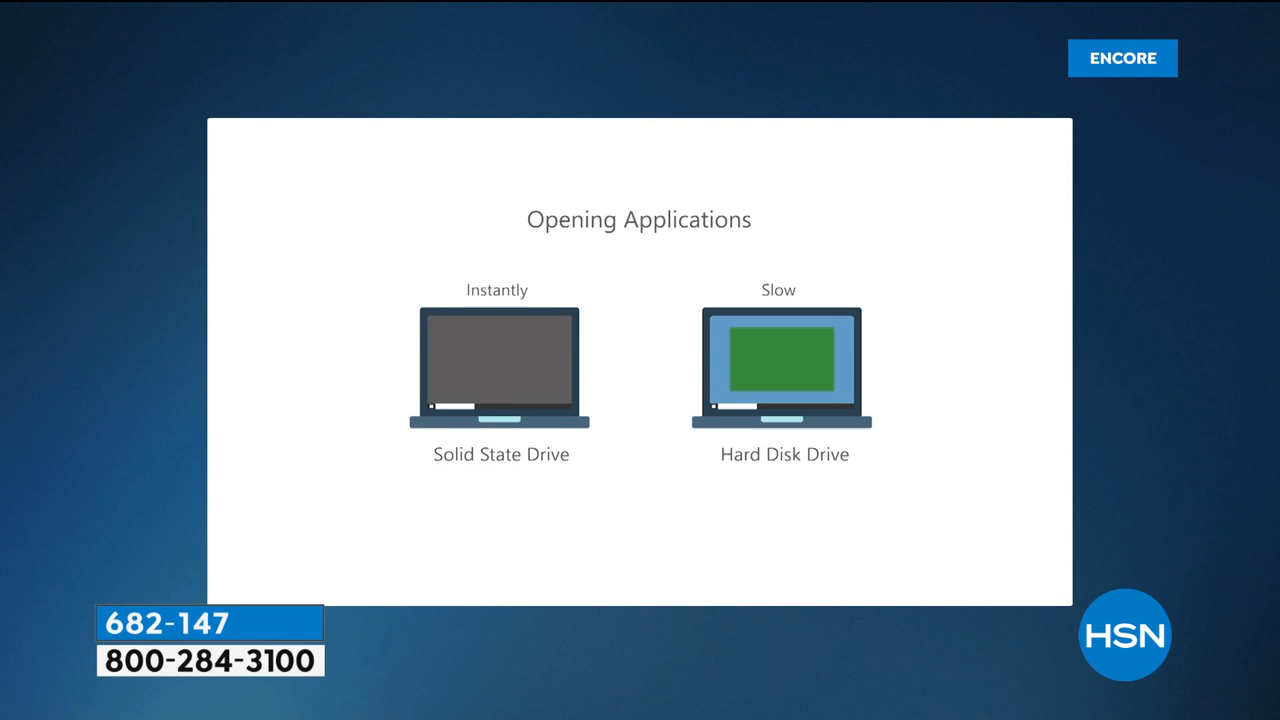 ENCORE
Opening Applications
Instantly
Slow
Solid State Drive
Hard Disk Drive
682-147
800-284-3100
HSN